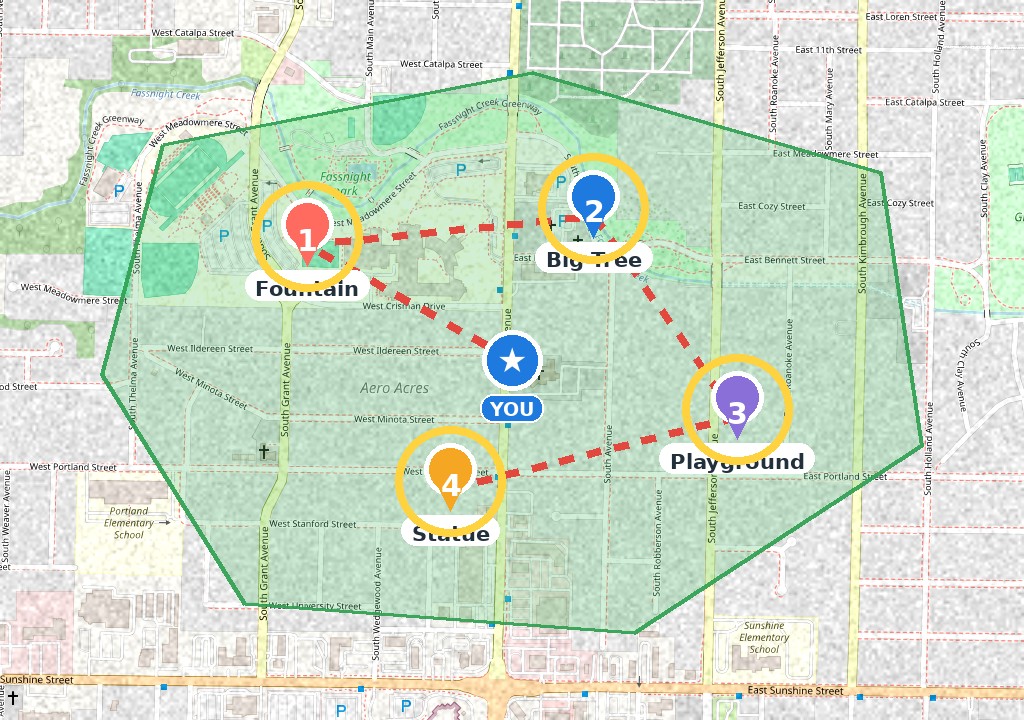 East Loren Street
West Catalpa Street
South Main Avenue
South Jefferson Avenue
East 11th Street
South Holland Avenue
West Catalpa Street
South Roanoke Avenue
South Mary Avenue
Fassnight Creek
East Catalpa Street
Fassnight Creek Greenway
Fassnight Creek Greenway
West Meadowmere Street
East Meadowmere Street
South Clay Avenue
P
P
P
Fassnight
Park
West Meadowmere Street
East Cozy Street
East Cozy Street
South Kimbrough Avenue
South Thelma Avenue
P
P
P
1
2
Fountain
Big Tree
East Bennett Street
West Meadowmere Street
West Crisman Drive
West Ildereen Street
West Ildereen Street
South Clay Avenue
West Minota Street
Aero Acres
YOU
West Minota Street
South Thelma Avenue
South Grant Avenue
3
Playground
West Portland Street
4
Statue
East Portland Street
South Avenue
South Holland Avenue
South Weaver Avenue
Portland
Elementary
School
West Stanford Street
South Robberson Avenue
South Grant Avenue
South Wedgewood Avenue
West University Street
Sunshine
Elementary
School
Sunshine Street
East Sunshine Street
P
P